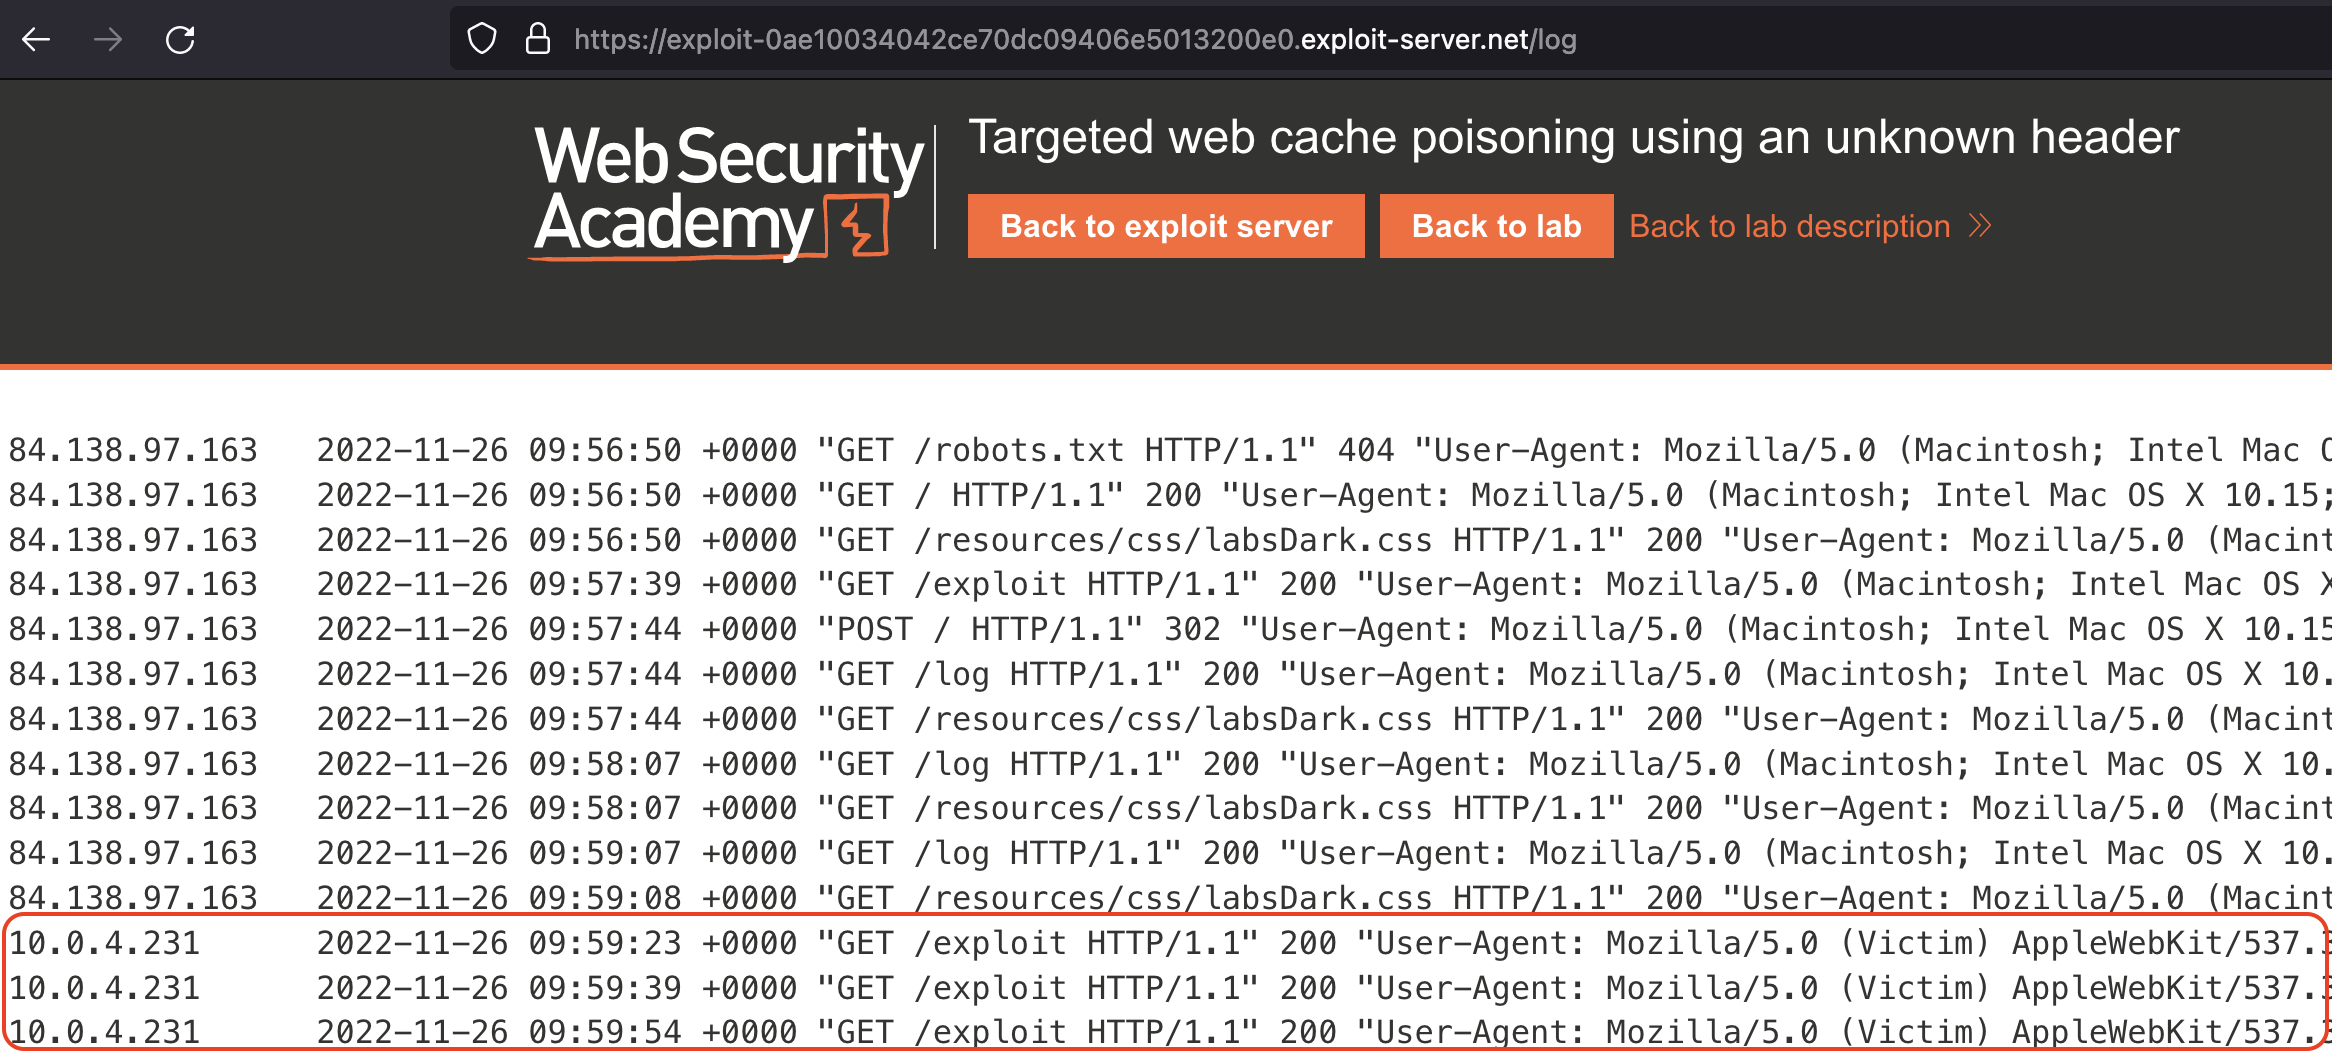 https://exploit-0ae10034042ce70dc09406e5013200e0.exploit-server.net/log
Web Security
Academy
Targeted web cache poisoning using an unknown header
Back to exploit server Back to lab Back to lab description
84.138.97.163 2022-11-26 09:56:50 +0000 "GET /robots.txt HTTP/1.1" 404 "User-Agent: Mozilla/5.0 (Macintosh; Intel Mac
84.138.97.163 2022-11-26 09:56:50 +0000 "GET / HTTP/1.1" 200 "User-Agent: Mozilla/5.0 (Macintosh; Intel Mac OS X 10.15;
84.138.97.163 2022-11-26 09:56:50 +0000 "GET /resources/css/labsDark.css HTTP/1.1" 200 "User-Agent: Mozilla/5.0 (Macint
84.138.97.163 2022-11-26 09:57:39 +0000 "GET /exploit HTTP/1.1" 200 "User-Agent: Mozilla/5.0 (Macintosh; Intel Mac OS X
84.138.97.163 2022-11-26 09:57:44 +0000 "POST / HTTP/1.1" 302 "User-Agent: Mozilla/5.0 (Macintosh; Intel Mac OS X 10.15
84.138.97.163 2022-11-26 09:57:44 +0000 "GET /log HTTP/1.1" 200 "User-Agent: Mozilla/5.0 (Macintosh; Intel Mac OS X 10.
84.138.97.163 2022-11-26 09:57:44 +0000 "GET /resources/css/labsDark.css HTTP/1.1" 200 "User-Agent: Mozilla/5.0 (Macint
84.138.97.163 2022-11-26 09:58:07 +0000 "GET /log HTTP/1.1" 200 "User-Agent: Mozilla/5.0 (Macintosh; Intel Mac OS X 10.
84.138.97.163 2022-11-26 09:58:07 +0000 "GET /resources/css/labsDark.css HTTP/1.1" 200 "User-Agent: Mozilla/5.0 (Macint
84.138.97.163 2022-11-26 09:59:07 +0000 "GET /log HTTP/1.1" 200 "User-Agent: Mozilla/5.0 (Macintosh; Intel Mac OS X 10.
84.138.97.163 2022-11-26 09:59:08 +0000 "GET /resources/css/labsDark.css HTTP/1.1" 200 "User-Agent: Mozilla/5.0 (Macint
10.0.4.231 2022-11-26 09:59:23 +0000 "GET /exploit HTTP/1.1" 200 "User-Agent: Mozilla/5.0 (Victim) AppleWebKit/537.3
10.0.4.231 2022-11-26 09:59:39 +0000 "GET /exploit HTTP/1.1" 200 "User-Agent: Mozilla/5.0 (Victim) AppleWebKit/537.3
10.0.4.231 2022-11-26 09:59:54 +0000 "GET /exploit HTTP/1.1" 200 "User-Agent: Mozilla/5.0 (Victim) AppleWebKit/537.3